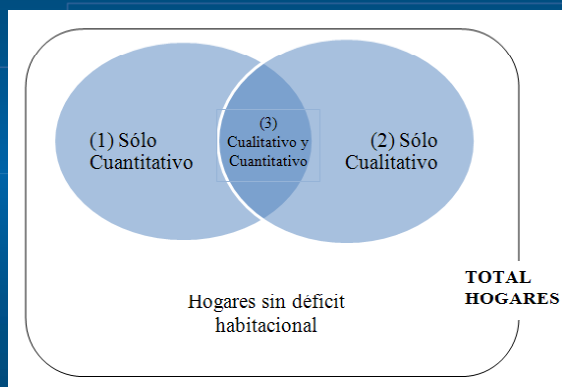 (1) Sólo
Cuantitativo
(3)
Cualitativo y
Cuantitativo
(2) Sólo
Cualitativo
Hogares sin déficit
habitacional
TOTAL
HOGARES